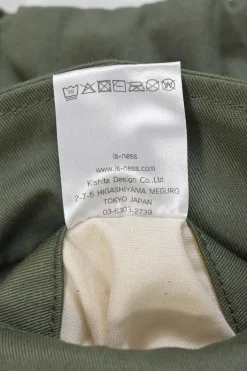 is-ness
www.is-ness.com
Kishita Design Co.,Ltd.
2-7-5 HIGASHIYAMA MEGURO
TOKYO JAPAN
03-6303-2739